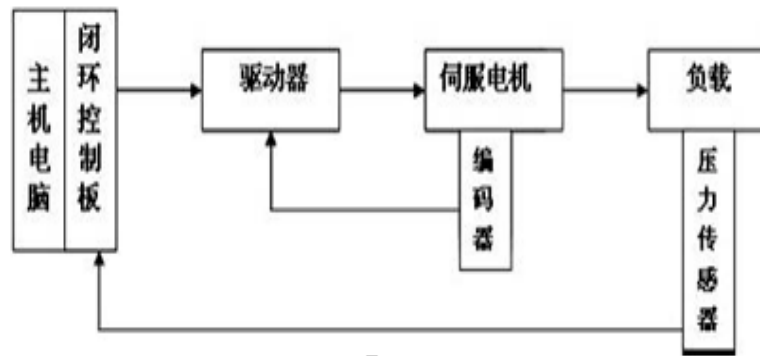 主机电脑
闭环控制板
驱动器
伺服电机
负载
编码器
压力传感器